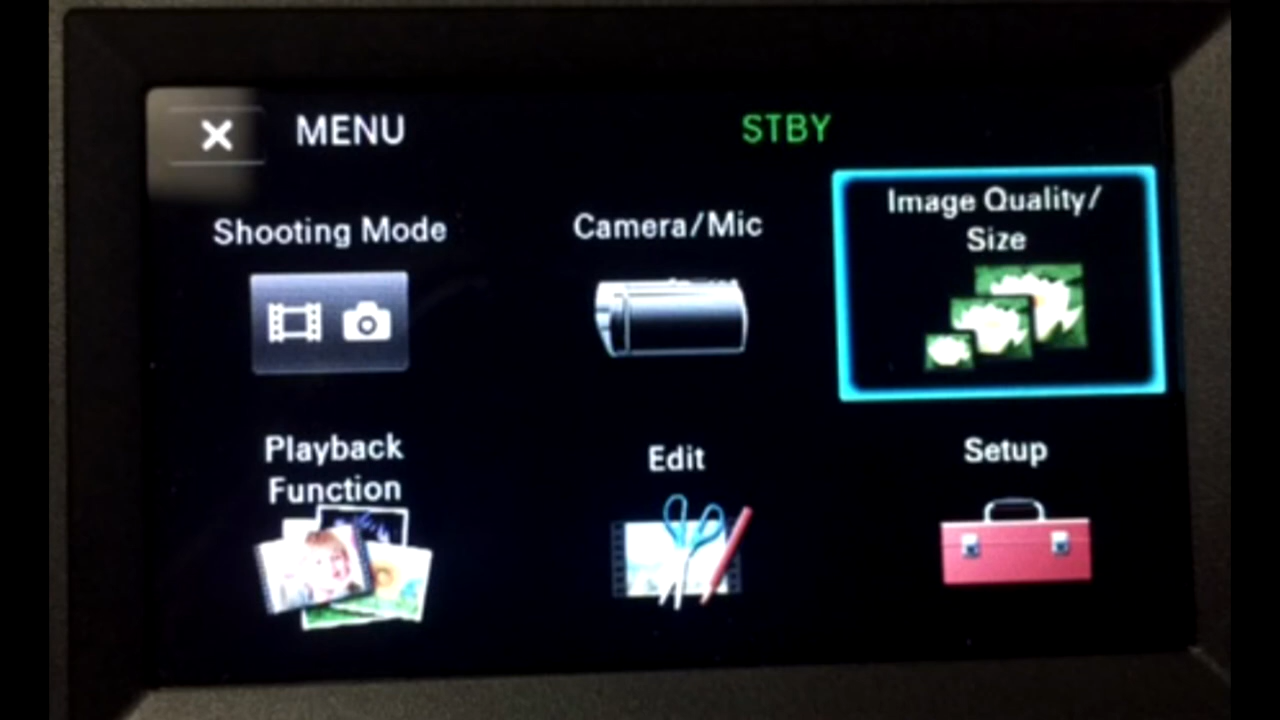 MENU
STBY
Shooting Mode
Camera/Mic
Image Quality/
Size
Playback
Function
Edit
Setup